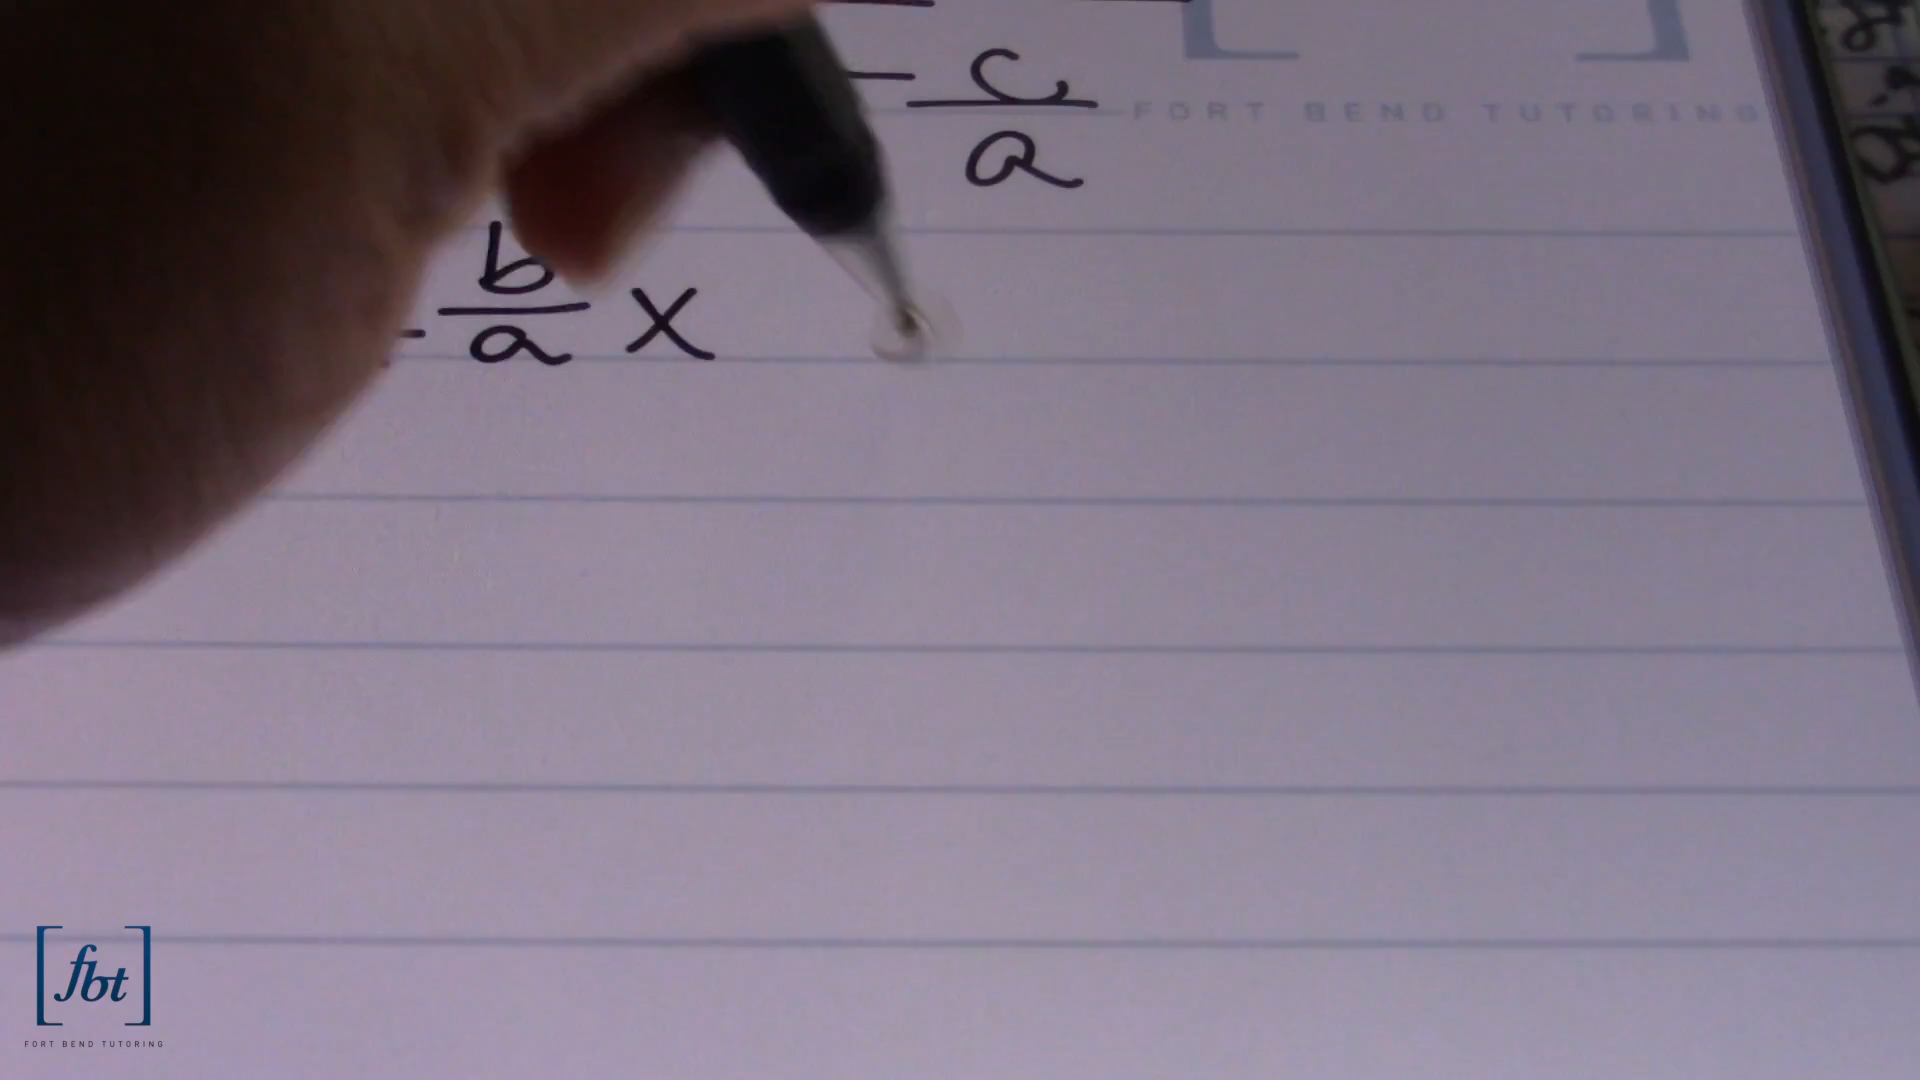 - c/a
FORT BEND TUTORING
b/a x
fbt
FORT BEND TUTORING